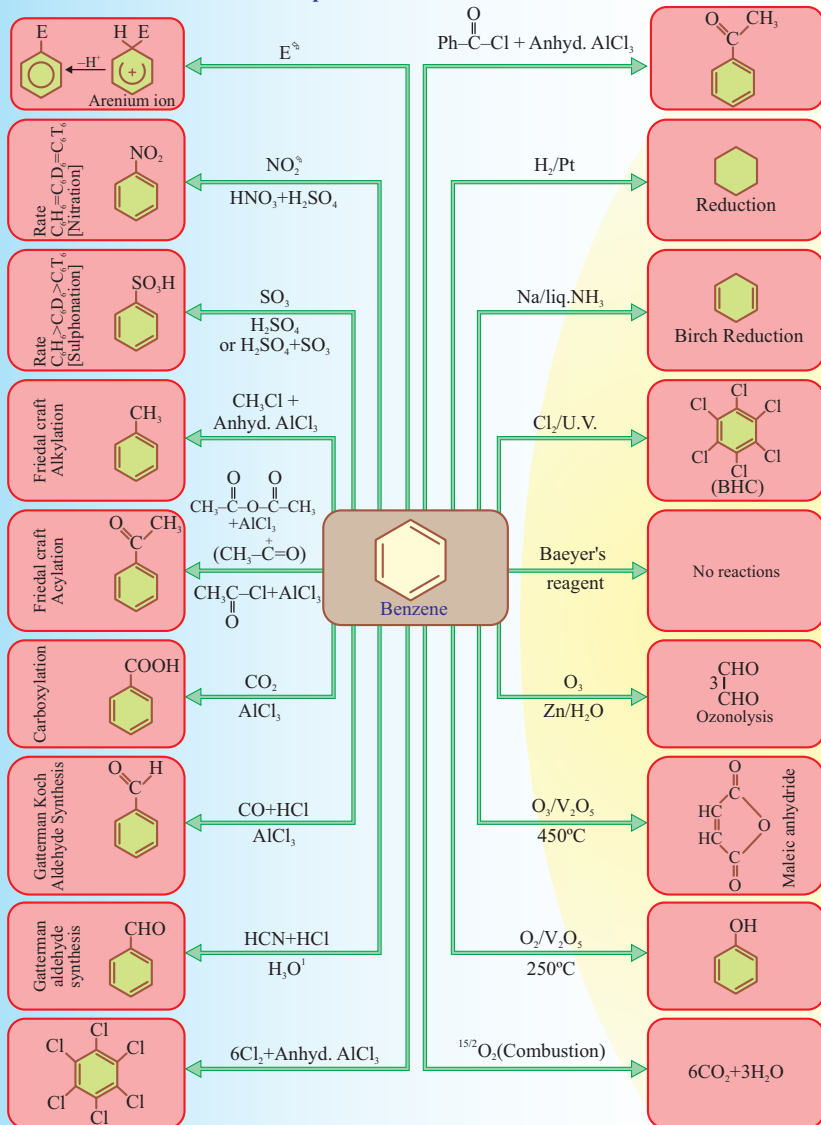 E
H E
–H⁺
+
Arenium ion
E
O
Ph–C–Cl + Anhyd. AlCl₃
O
CH₃
C
Rate
C₆H₆=C₆D₆=C₆T₆
[Nitration]
NO₂
NO₂
HNO₃+H₂SO₄
H₂/Pt
Reduction
Rate
C₆H₆>C₆D₆>C₆T₆
[Sulphonation]
SO₃H
SO₃
H₂SO₄
or H₂SO₄+SO₃
Na/liq.NH₃
Birch Reduction
Friedal craft
Alkylation
CH₃
CH₃Cl +
Anhyd. AlCl₃
Cl₂/U.V.
Cl
Cl
Cl
Cl
Cl
Cl
(BHC)
Friedal craft
Acylation
O
CH₃
C
O O
CH₃–C–O–C–CH₃
+AlCl₃
+
(CH₃–C=O)
CH₃C–Cl+AlCl₃
O
Benzene
Baeyer's
reagent
No reactions
Carboxylation
COOH
CO₂
AlCl₃
O₃
Zn/H₂O
CHO
3
CHO
Ozonolysis
Gatterman Koch
Aldehyde Synthesis
O
H
C
CO+HCl
AlCl₃
O₃/V₂O₅
450ºC
O
HC
O
HC
O
Maleic anhydride
Gatterman
aldehyde
synthesis
CHO
HCN+HCl
H₃O¹
O₂/V₂O₅
250ºC
OH
Cl
Cl
Cl
Cl
Cl
Cl
6Cl₂+Anhyd. AlCl₃
¹⁵ᐟ²O₂(Combustion)
6CO₂+3H₂O